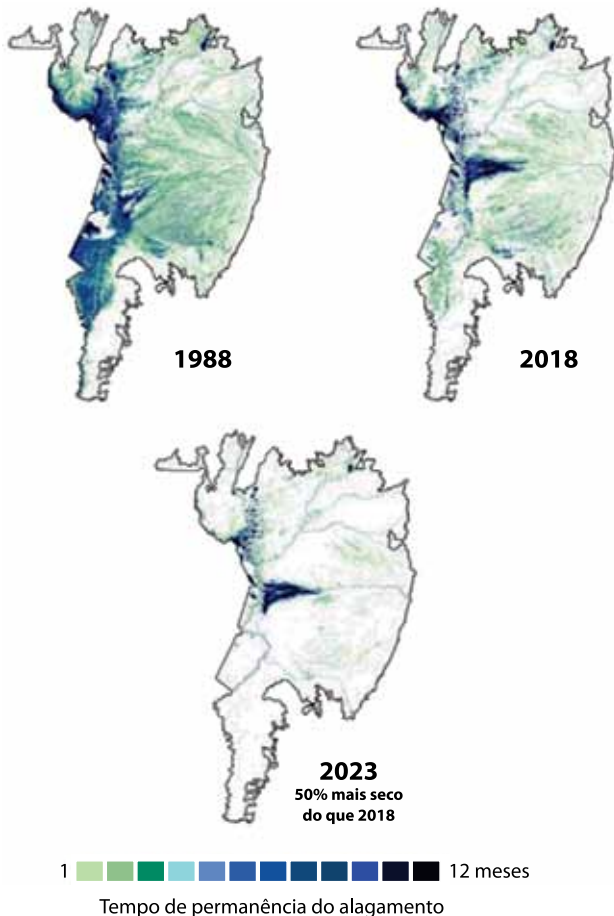 1988
2018
2023
50% mais seco
do que 2018
1 12 meses
Tempo de permanência do alagamento